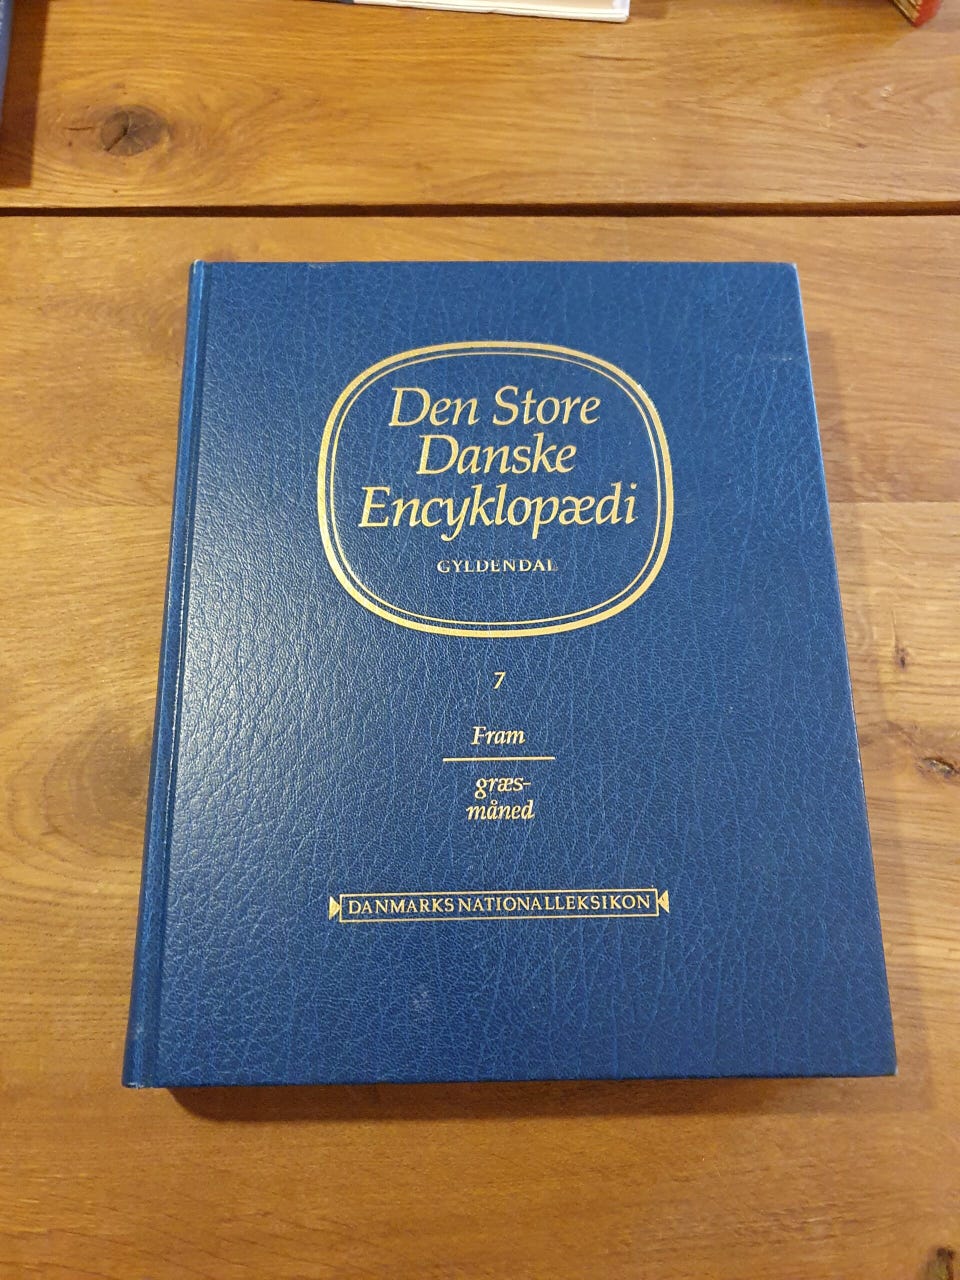 Den Store
Danske
Encyklopædi
GYLDENDAL
7
Fram
græs-
måned
DANMARKS NATIONALLEKSIKON